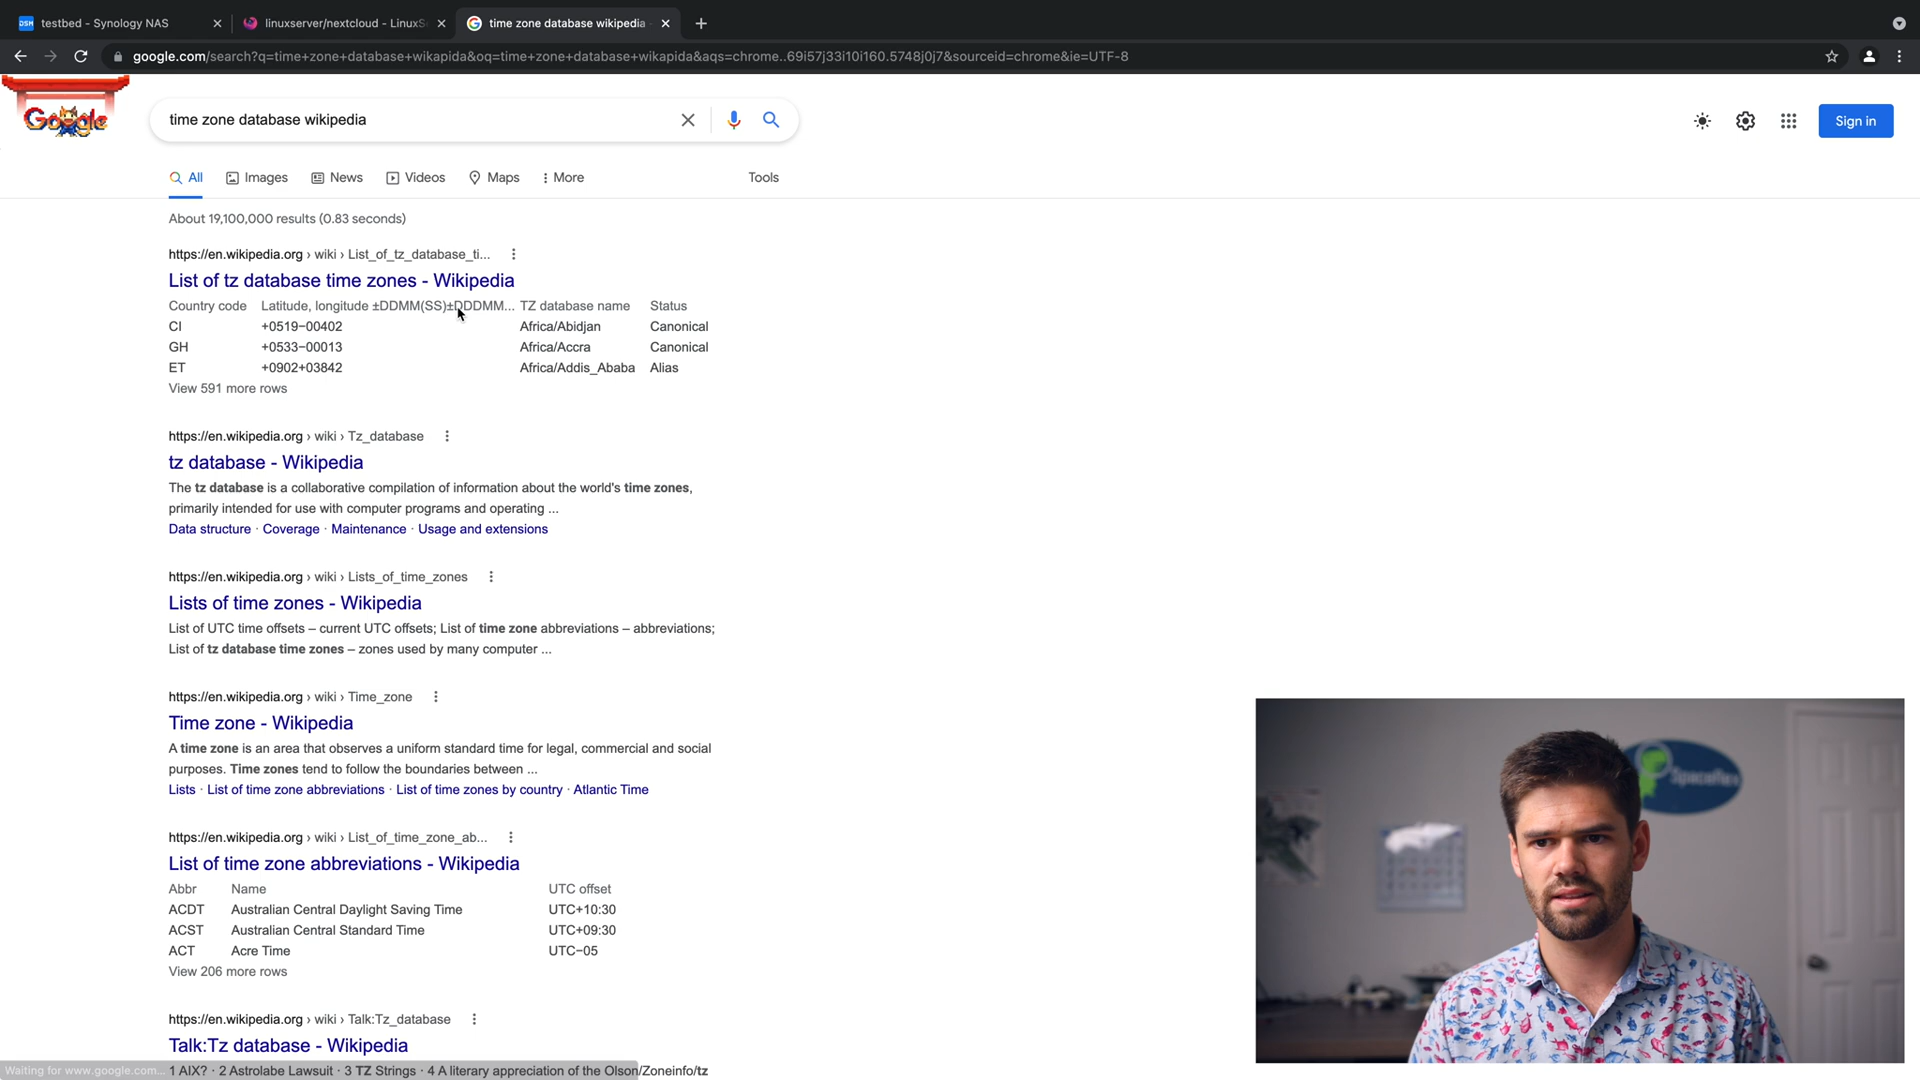 testbed - Synology NAS
linuxserver/nextcloud - LinuxS
time zone database wikipedia
google.com/search?q=time+zone+database+wikapida&oq=time+zone+database+wikapida&aqs=chrome..69i57j33i10i160.5748j0j7&sourceid=chrome&ie=UTF-8
Google
time zone database wikipedia
Sign in
All Images News Videos Maps More Tools
About 19,100,000 results (0.83 seconds)
https://en.wikipedia.org › wiki › List_of_tz_database_ti...
List of tz database time zones - Wikipedia
Country code Latitude, longitude ±DDMM(SS)±DDDMM... TZ database name Status
CI +0519−00402 Africa/Abidjan Canonical
GH +0533−00013 Africa/Accra Canonical
ET +0902+03842 Africa/Addis_Ababa Alias
View 591 more rows
https://en.wikipedia.org › wiki › Tz_database
tz database - Wikipedia
The tz database is a collaborative compilation of information about the world's time zones,
primarily intended for use with computer programs and operating ...
Data structure · Coverage · Maintenance · Usage and extensions
https://en.wikipedia.org › wiki › Lists_of_time_zones
Lists of time zones - Wikipedia
List of UTC time offsets – current UTC offsets; List of time zone abbreviations – abbreviations;
List of tz database time zones – zones used by many computer ...
https://en.wikipedia.org › wiki › Time_zone
Time zone - Wikipedia
A time zone is an area that observes a uniform standard time for legal, commercial and social
purposes. Time zones tend to follow the boundaries between ...
Lists · List of time zone abbreviations · List of time zones by country · Atlantic Time
SpaceRex
https://en.wikipedia.org › wiki › List_of_time_zone_ab...
List of time zone abbreviations - Wikipedia
Abbr Name UTC offset
ACDT Australian Central Daylight Saving Time UTC+10:30
ACST Australian Central Standard Time UTC+09:30
ACT Acre Time UTC−05
View 206 more rows
https://en.wikipedia.org › wiki › Talk:Tz_database
Talk:Tz database - Wikipedia
Waiting for www.google.com...
1 AIX? · 2 Astrolabe Lawsuit · 3 TZ Strings · 4 A literary appreciation of the Olson/Zoneinfo/tz